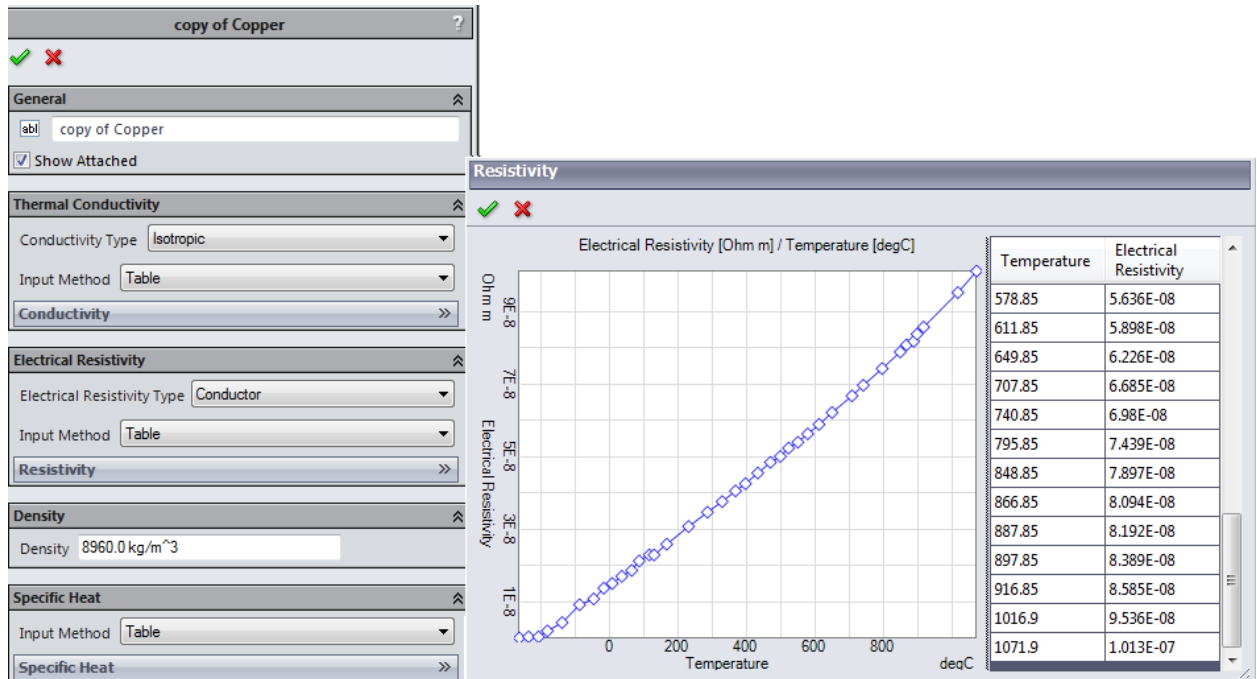 copy of Copper
?
General
abl copy of Copper
Show Attached
Thermal Conductivity
Conductivity Type Isotropic
Input Method Table
Conductivity
Electrical Resistivity
Electrical Resistivity Type Conductor
Input Method Table
Resistivity
Density
Density 8960.0 kg/m^3
Specific Heat
Input Method Table
Specific Heat
Resistivity
Electrical Resistivity [Ohm m] / Temperature [degC]
Ohm m
Electrical Resistivity
9E-8
7E-8
5E-8
3E-8
1E-8
0 200 400 600 800
Temperature degC
Temperature Electrical Resistivity
578.85 5.636E-08
611.85 5.898E-08
649.85 6.226E-08
707.85 6.685E-08
740.85 6.98E-08
795.85 7.439E-08
848.85 7.897E-08
866.85 8.094E-08
887.85 8.192E-08
897.85 8.389E-08
916.85 8.585E-08
1016.9 9.536E-08
1071.9 1.013E-07